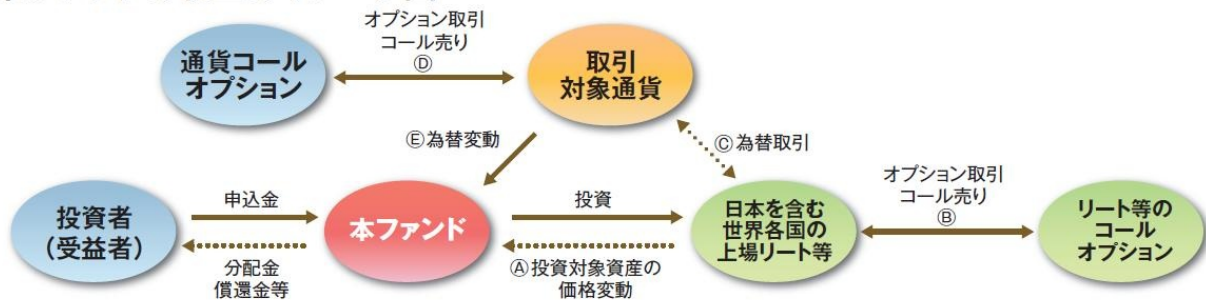 オプション取引
コール売り
Ⓓ
通貨コール
オプション
取引
対象通貨
Ⓔ為替変動
Ⓒ為替取引
オプション取引
コール売り
Ⓑ
投資者
（受益者）
申込金
本ファンド
投資
日本を含む
世界各国の
上場リート等
リート等の
コール
オプション
分配金
償還金等
Ⓐ投資対象資産の
価格変動